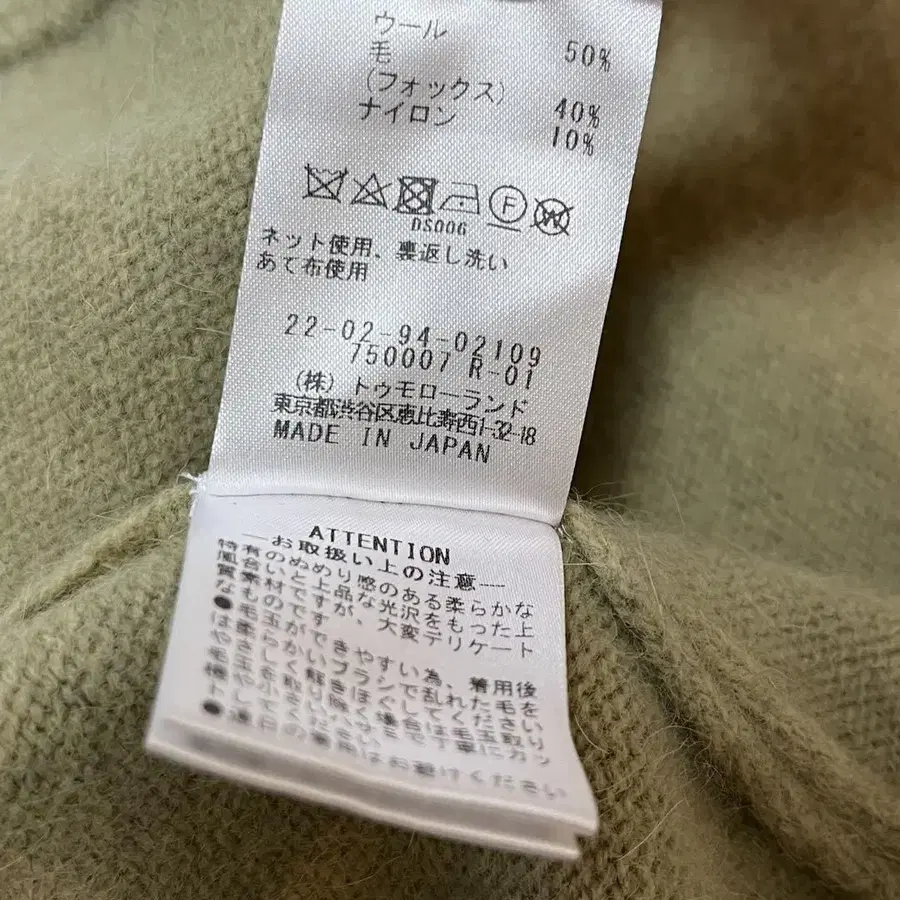 ウール 50%
毛
(フォックス) 40%
ナイロン 10%
F W
DS006
ネット使用、裏返し洗い
あて布使用
22-02-94-02109
750007 R-01
(株) トゥモローランド
東京都渋谷区恵比寿西1-32-18
MADE IN JAPAN
ATTENTION
―お取扱い上の注意―
特有のぬめり感のある柔らかな
風合いと上品な光沢をもった上
質素材ですが、大変デリケート
なものです。
●毛玉ができやすい為、着用後
は柔らかいブラシで乱れた毛を
やさしく解きほぐしてください